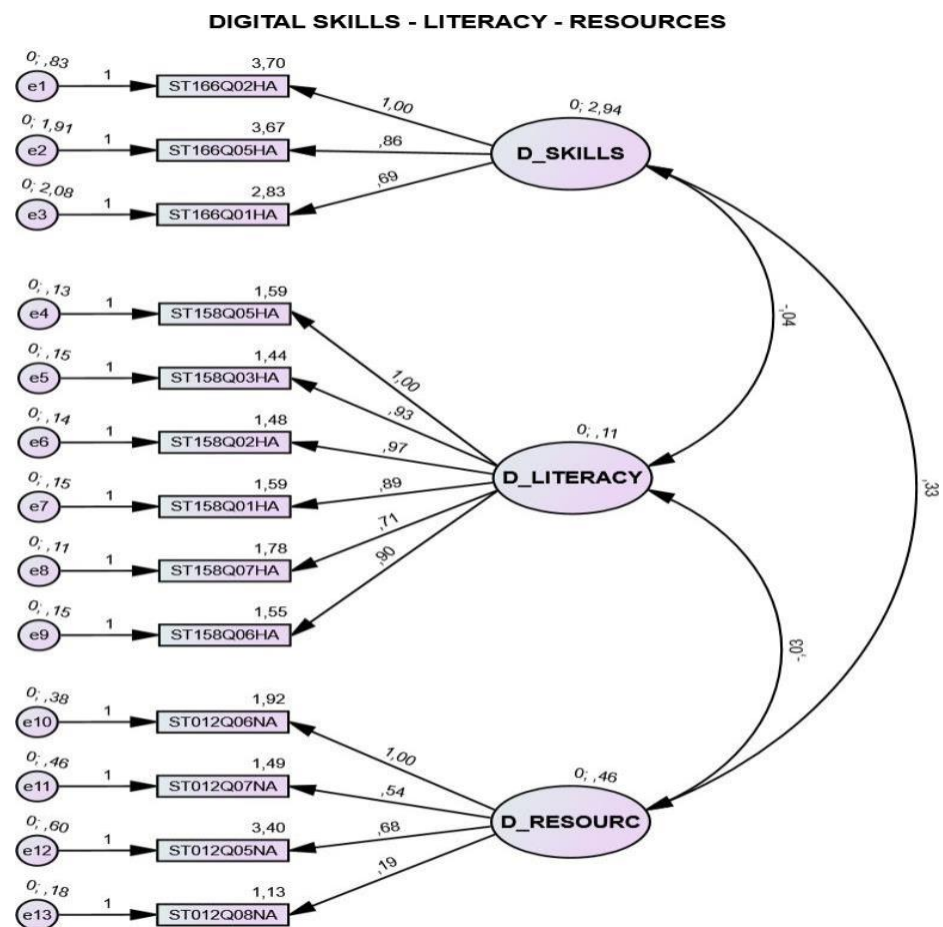 DIGITAL SKILLS - LITERACY - RESOURCES
0; ,83
e1
1
3,70
ST166Q02HA
0; 1,91
e2
1
3,67
ST166Q05HA
0; 2,08
e3
1
2,83
ST166Q01HA
1,00
,86
,69
0; 2,94
D_SKILLS
0; ,13
e4
1
1,59
ST158Q05HA
0; ,15
e5
1
1,44
ST158Q03HA
0; ,14
e6
1
1,48
ST158Q02HA
0; ,15
e7
1
1,59
ST158Q01HA
0; ,11
e8
1
1,78
ST158Q07HA
0; ,15
e9
1
1,55
ST158Q06HA
1,00
,93
,97
,89
,71
,90
0; ,11
D_LITERACY
0; ,38
e10
1
1,92
ST012Q06NA
0; ,46
e11
1
1,49
ST012Q07NA
0; ,60
e12
1
3,40
ST012Q05NA
0; ,18
e13
1
1,13
ST012Q08NA
1,00
,54
,68
,19
0; ,46
D_RESOURC
-,04
-,03
,33